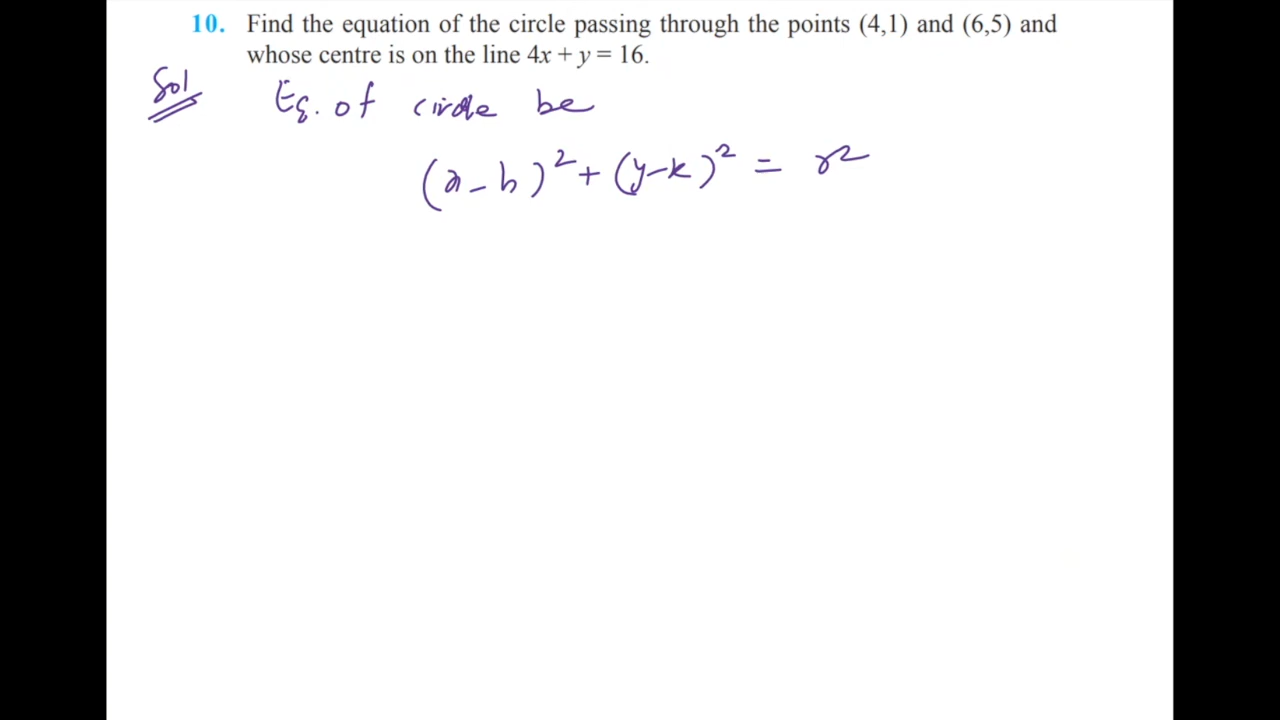 10. Find the equation of the circle passing through the points (4,1) and (6,5) and
whose centre is on the line 4x + y = 16.
Sol
Eq. of circle be
(x-h)²+(y-k)² = r²